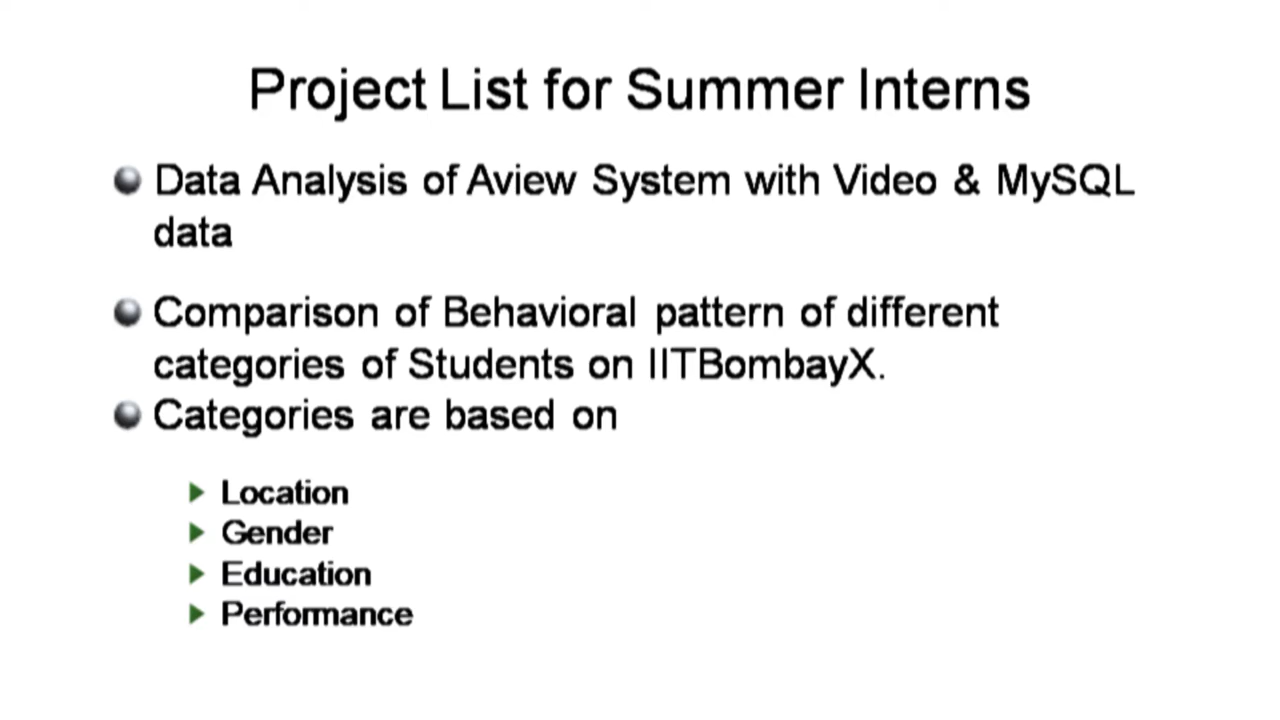 Project List for Summer Interns
Data Analysis of Aview System with Video & MySQL
data
Comparison of Behavioral pattern of different
categories of Students on IITBombayX.
Categories are based on
Location
Gender
Education
Performance